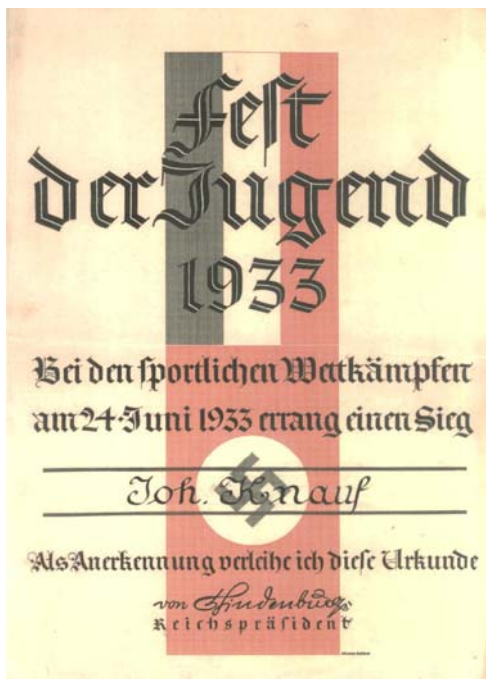 Feſt
der Jugend
1933
Bei den ſportlichen Wettkämpfen
am 24. Juni 1933 errang einen Sieg
Joh. Knauf
Als Anerkennung verleihe ich dieſe Urkunde
von Hindenburg
Reichspräſident